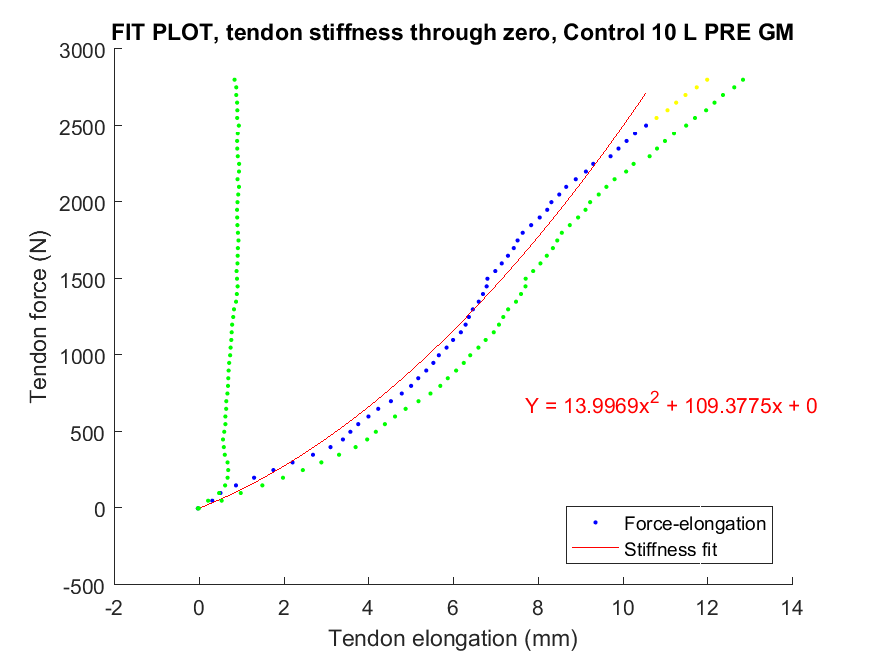 FIT PLOT, tendon stiffness through zero, Control 10 L PRE GM
3000
2500
2000
1500
1000
500
0
-500
Tendon force (N)
Y = 13.9969x² + 109.3775x + 0
Force-elongation
Stiffness fit
-2 0 2 4 6 8 10 12 14
Tendon elongation (mm)